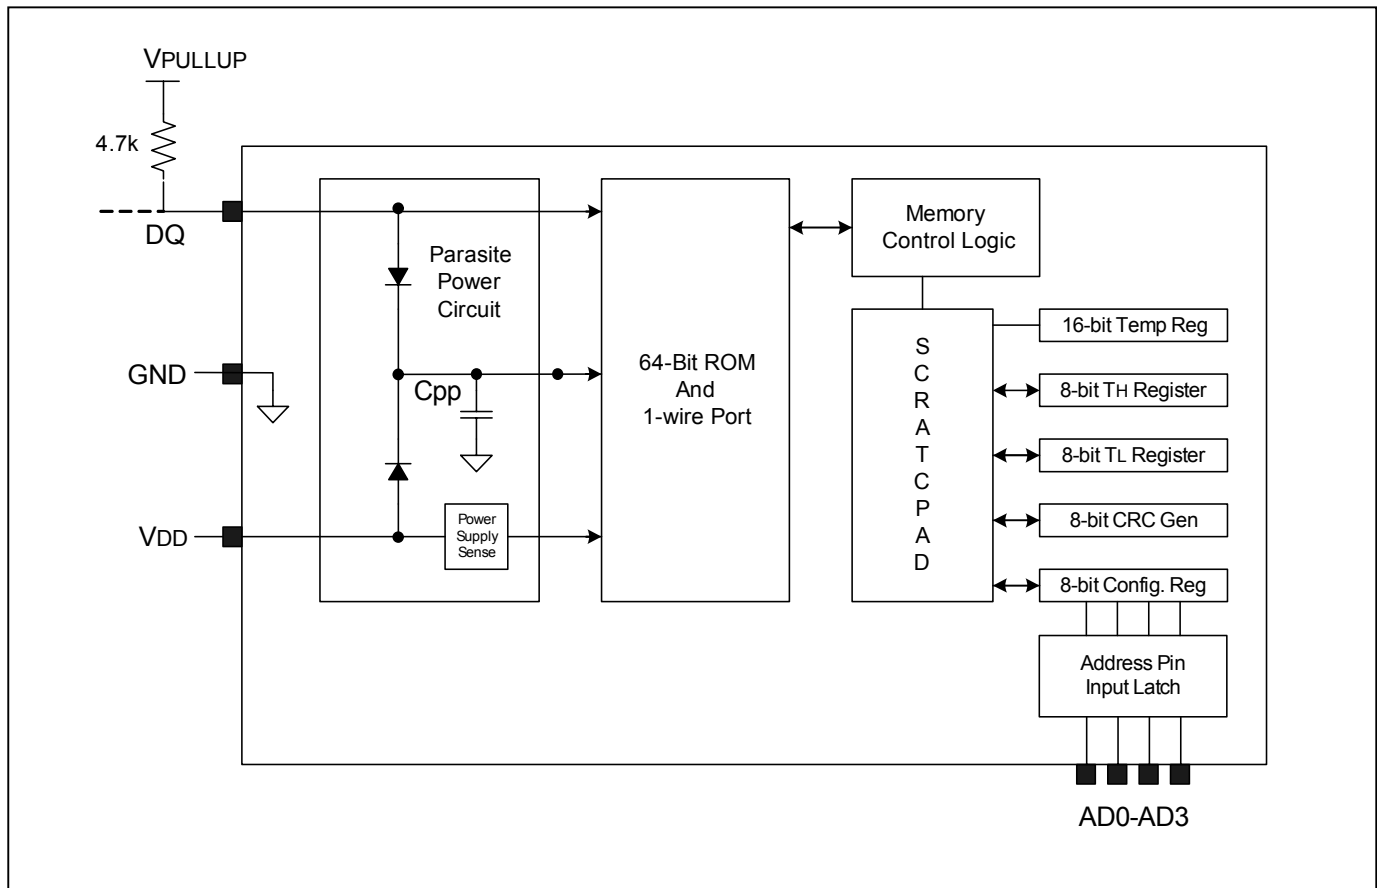 VPULLUP
4.7k
DQ
GND
VDD
Parasite
Power
Circuit
Cpp
Power
Supply
Sense
64-Bit ROM
And
1-wire Port
Memory
Control Logic
S
C
R
A
T
C
P
A
D
16-bit Temp Reg
8-bit TH Register
8-bit TL Register
8-bit CRC Gen
8-bit Config. Reg
Address Pin
Input Latch
AD0-AD3